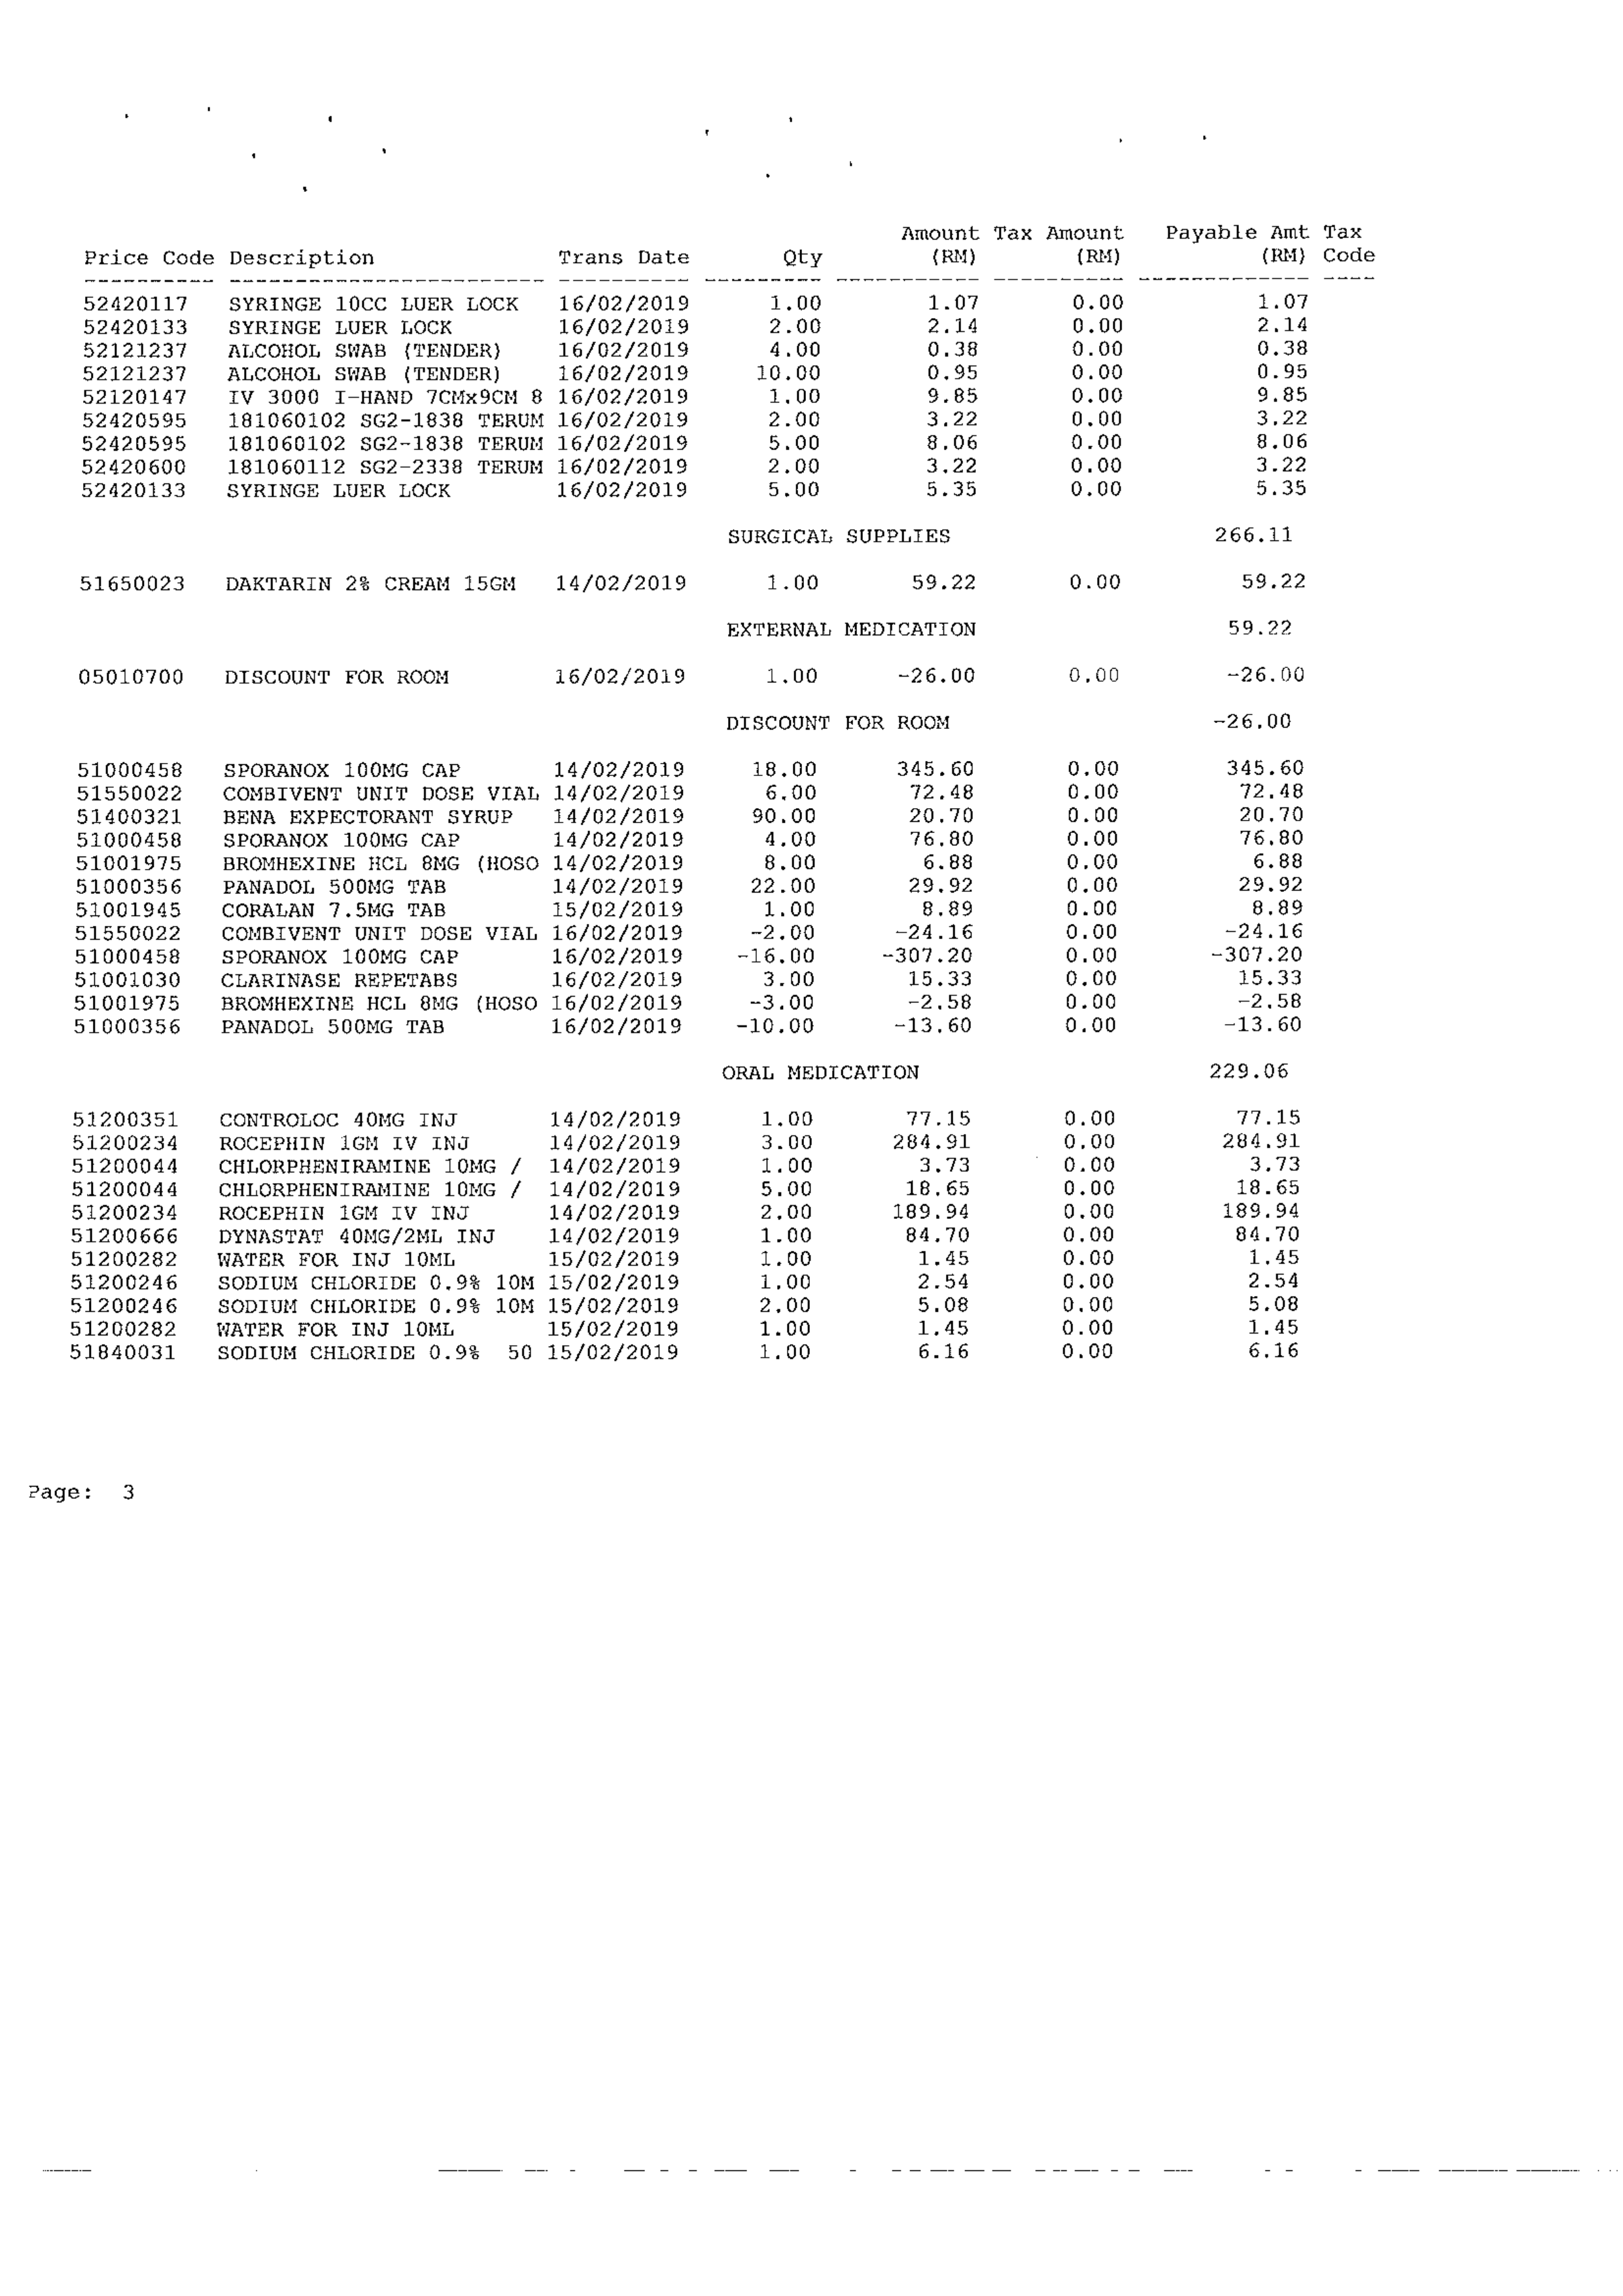 Amount Tax Amount Payable Amt Tax
Price Code Description Trans Date Qty (RM) (RM) (RM) Code
52420117 SYRINGE 10CC LUER LOCK 16/02/2019 1.00 1.07 0.00 1.07
52420133 SYRINGE LUER LOCK 16/02/2019 2.00 2.14 0.00 2.14
52121237 ALCOHOL SWAB (TENDER) 16/02/2019 4.00 0.38 0.00 0.38
52121237 ALCOHOL SWAB (TENDER) 16/02/2019 10.00 0.95 0.00 0.95
52120147 IV 3000 I-HAND 7CMx9CM 8 16/02/2019 1.00 9.85 0.00 9.85
52420595 181060102 SG2-1838 TERUM 16/02/2019 2.00 3.22 0.00 3.22
52420595 181060102 SG2-1838 TERUM 16/02/2019 5.00 8.06 0.00 8.06
52420600 181060112 SG2-2338 TERUM 16/02/2019 2.00 3.22 0.00 3.22
52420133 SYRINGE LUER LOCK 16/02/2019 5.00 5.35 0.00 5.35
SURGICAL SUPPLIES 266.11
51650023 DAKTARIN 2% CREAM 15GM 14/02/2019 1.00 59.22 0.00 59.22
EXTERNAL MEDICATION 59.22
05010700 DISCOUNT FOR ROOM 16/02/2019 1.00 -26.00 0.00 -26.00
DISCOUNT FOR ROOM -26.00
51000458 SPORANOX 100MG CAP 14/02/2019 18.00 345.60 0.00 345.60
51550022 COMBIVENT UNIT DOSE VIAL 14/02/2019 6.00 72.48 0.00 72.48
51400321 BENA EXPECTORANT SYRUP 14/02/2019 90.00 20.70 0.00 20.70
51000458 SPORANOX 100MG CAP 14/02/2019 4.00 76.80 0.00 76.80
51001975 BROMHEXINE HCL 8MG (HOSO 14/02/2019 8.00 6.88 0.00 6.88
51000356 PANADOL 500MG TAB 14/02/2019 22.00 29.92 0.00 29.92
51001945 CORALAN 7.5MG TAB 15/02/2019 1.00 8.89 0.00 8.89
51550022 COMBIVENT UNIT DOSE VIAL 16/02/2019 -2.00 -24.16 0.00 -24.16
51000458 SPORANOX 100MG CAP 16/02/2019 -16.00 -307.20 0.00 -307.20
51001030 CLARINASE REPETABS 16/02/2019 3.00 15.33 0.00 15.33
51001975 BROMHEXINE HCL 8MG (HOSO 16/02/2019 -3.00 -2.58 0.00 -2.58
51000356 PANADOL 500MG TAB 16/02/2019 -10.00 -13.60 0.00 -13.60
ORAL MEDICATION 229.06
51200351 CONTROLOC 40MG INJ 14/02/2019 1.00 77.15 0.00 77.15
51200234 ROCEPHIN 1GM IV INJ 14/02/2019 3.00 284.91 0.00 284.91
51200044 CHLORPHENIRAMINE 10MG / 14/02/2019 1.00 3.73 0.00 3.73
51200044 CHLORPHENIRAMINE 10MG / 14/02/2019 5.00 18.65 0.00 18.65
51200234 ROCEPHIN 1GM IV INJ 14/02/2019 2.00 189.94 0.00 189.94
51200666 DYNASTAT 40MG/2ML INJ 14/02/2019 1.00 84.70 0.00 84.70
51200282 WATER FOR INJ 10ML 15/02/2019 1.00 1.45 0.00 1.45
51200246 SODIUM CHLORIDE 0.9% 10M 15/02/2019 1.00 2.54 0.00 2.54
51200246 SODIUM CHLORIDE 0.9% 10M 15/02/2019 2.00 5.08 0.00 5.08
51200282 WATER FOR INJ 10ML 15/02/2019 1.00 1.45 0.00 1.45
51840031 SODIUM CHLORIDE 0.9% 50 15/02/2019 1.00 6.16 0.00 6.16
Page: 3